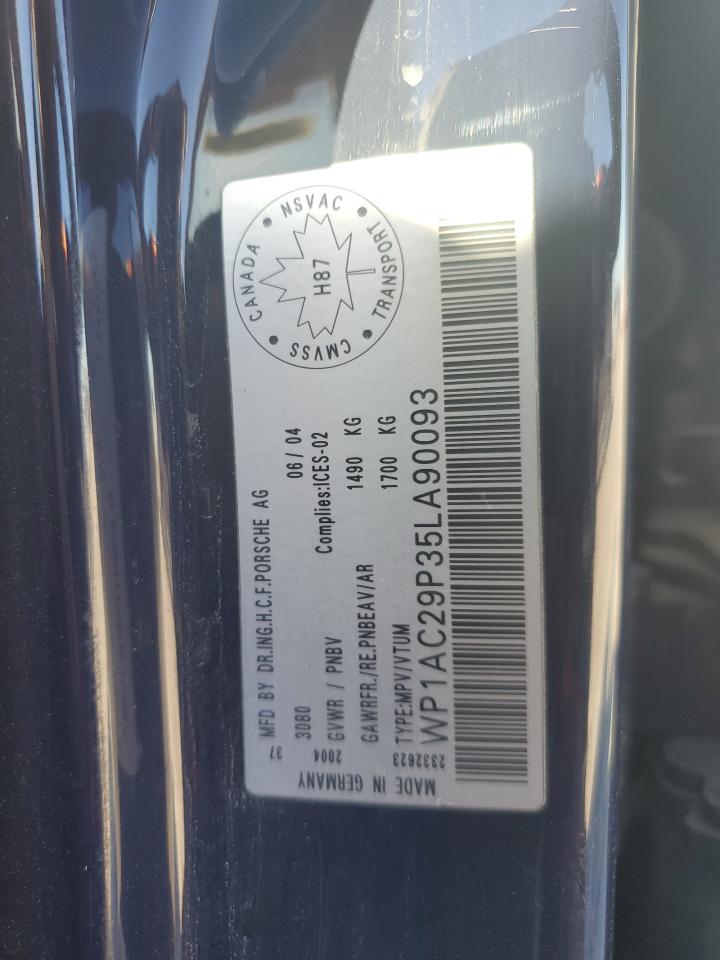 CANADA • NSVAC • TRANSPORT • CMVSS •
H87
MFD BY DR.ING.H.C.F.PORSCHE AG
06/04
Complies:ICES-02
3080
GVWR / PNBV
1490 KG
GAWRFR./RE.PNBEAV/AR
1700 KG
TYPE:MPV/VTUM
WP1AC29P35LA90093
37
2004
2332623
MADE IN GERMANY